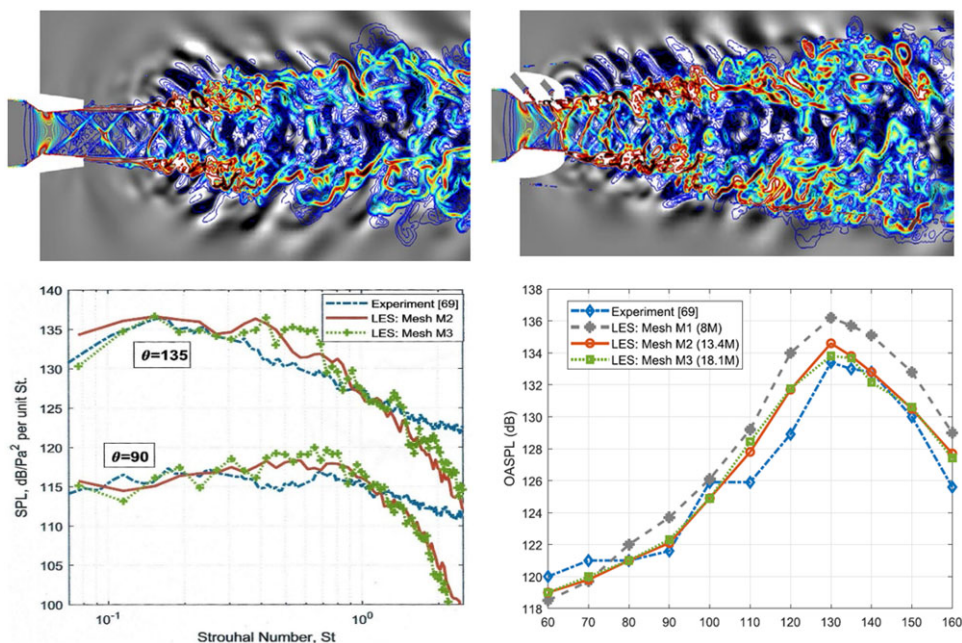 140
135
130
125
120
115
110
105
100
SPL, dB/Pa² per unit St.
Experiment [69]
LES: Mesh M2
LES: Mesh M3
θ=135
θ=90
10⁻¹
10⁰
Strouhal Number, St
138
136
134
132
130
128
126
124
122
120
118
OASPL (dB)
Experiment [69]
LES: Mesh M1 (8M)
LES: Mesh M2 (13.4M)
LES: Mesh M3 (18.1M)
60 70 80 90 100 110 120 130 140 150 160